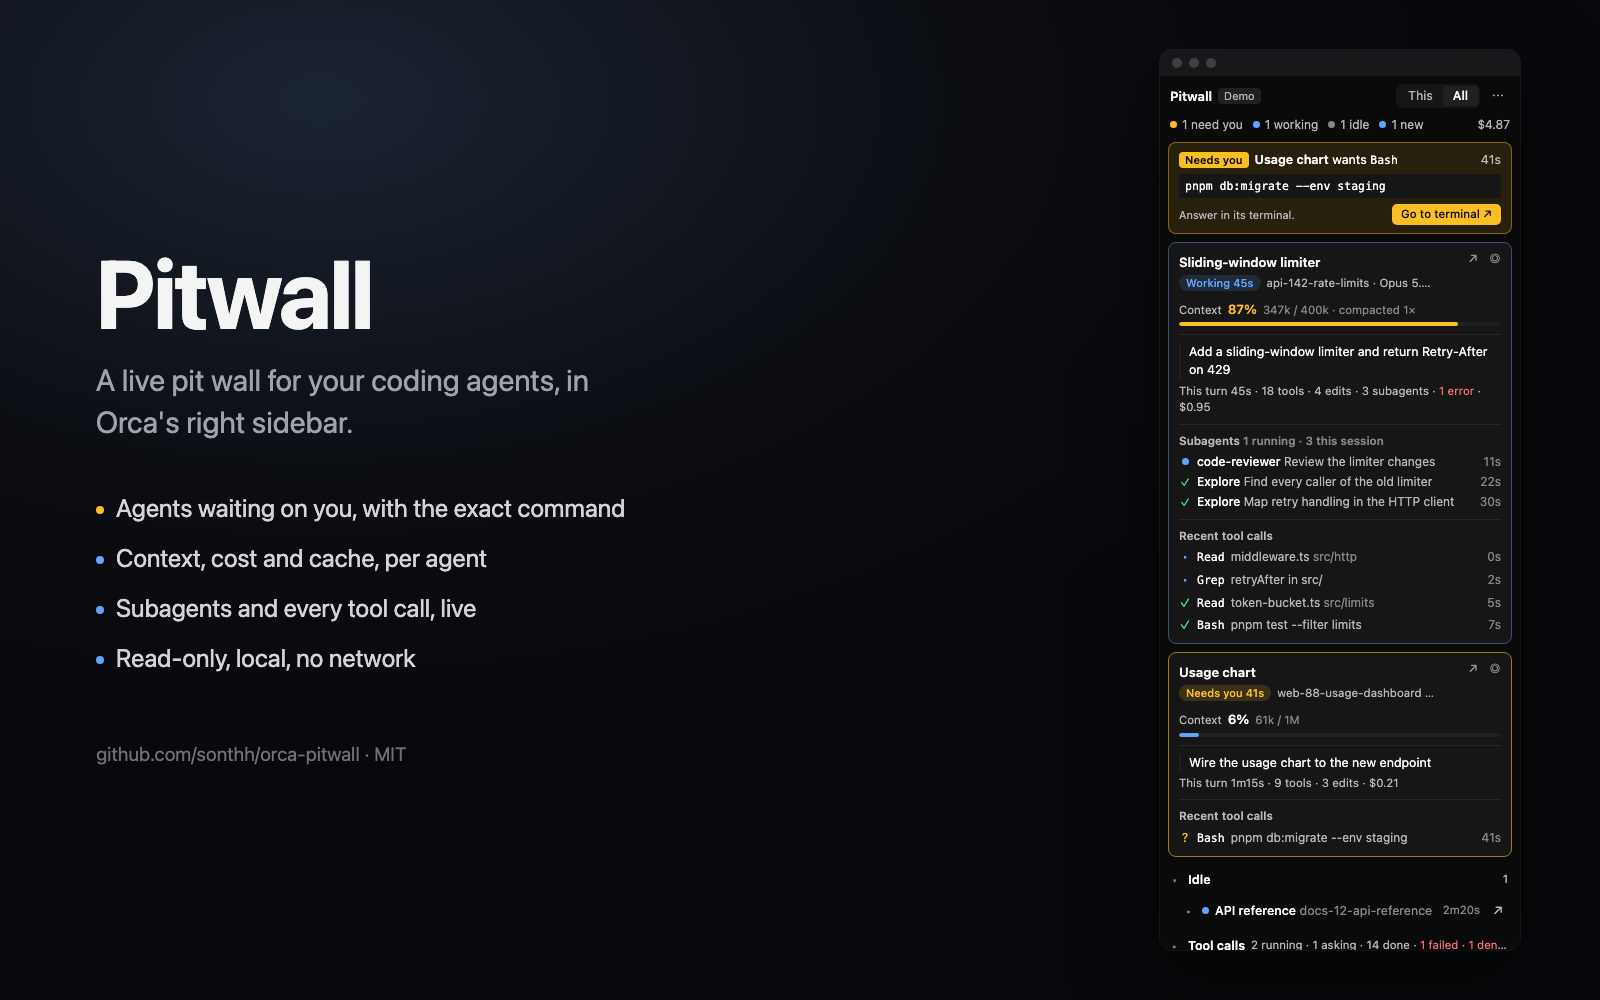 Pitwall
A live pit wall for your coding agents, in
Orca's right sidebar.
Agents waiting on you, with the exact command
Context, cost and cache, per agent
Subagents and every tool call, live
Read-only, local, no network
github.com/sonthh/orca-pitwall · MIT
Pitwall Demo This All ···
1 need you 1 working 1 idle 1 new $4.87
Needs you Usage chart wants Bash 41s
pnpm db:migrate --env staging
Answer in its terminal. Go to terminal ↗
Sliding-window limiter ↗
Working 45s api-142-rate-limits · Opus 5....
Context 87% 347k / 400k · compacted 1×
Add a sliding-window limiter and return Retry-After
on 429
This turn 45s · 18 tools · 4 edits · 3 subagents · 1 error ·
$0.95
Subagents 1 running · 3 this session
code-reviewer Review the limiter changes 11s
✓ Explore Find every caller of the old limiter 22s
✓ Explore Map retry handling in the HTTP client 30s
Recent tool calls
Read middleware.ts src/http 0s
Grep retryAfter in src/ 2s
✓ Read token-bucket.ts src/limits 5s
✓ Bash pnpm test --filter limits 7s
Usage chart ↗
Needs you 41s web-88-usage-dashboard ...
Context 6% 61k / 1M
Wire the usage chart to the new endpoint
This turn 1m15s · 9 tools · 3 edits · $0.21
Recent tool calls
? Bash pnpm db:migrate --env staging 41s
Idle 1
API reference docs-12-api-reference 2m20s ↗
Tool calls 2 running · 1 asking · 14 done · 1 failed · 1 den...